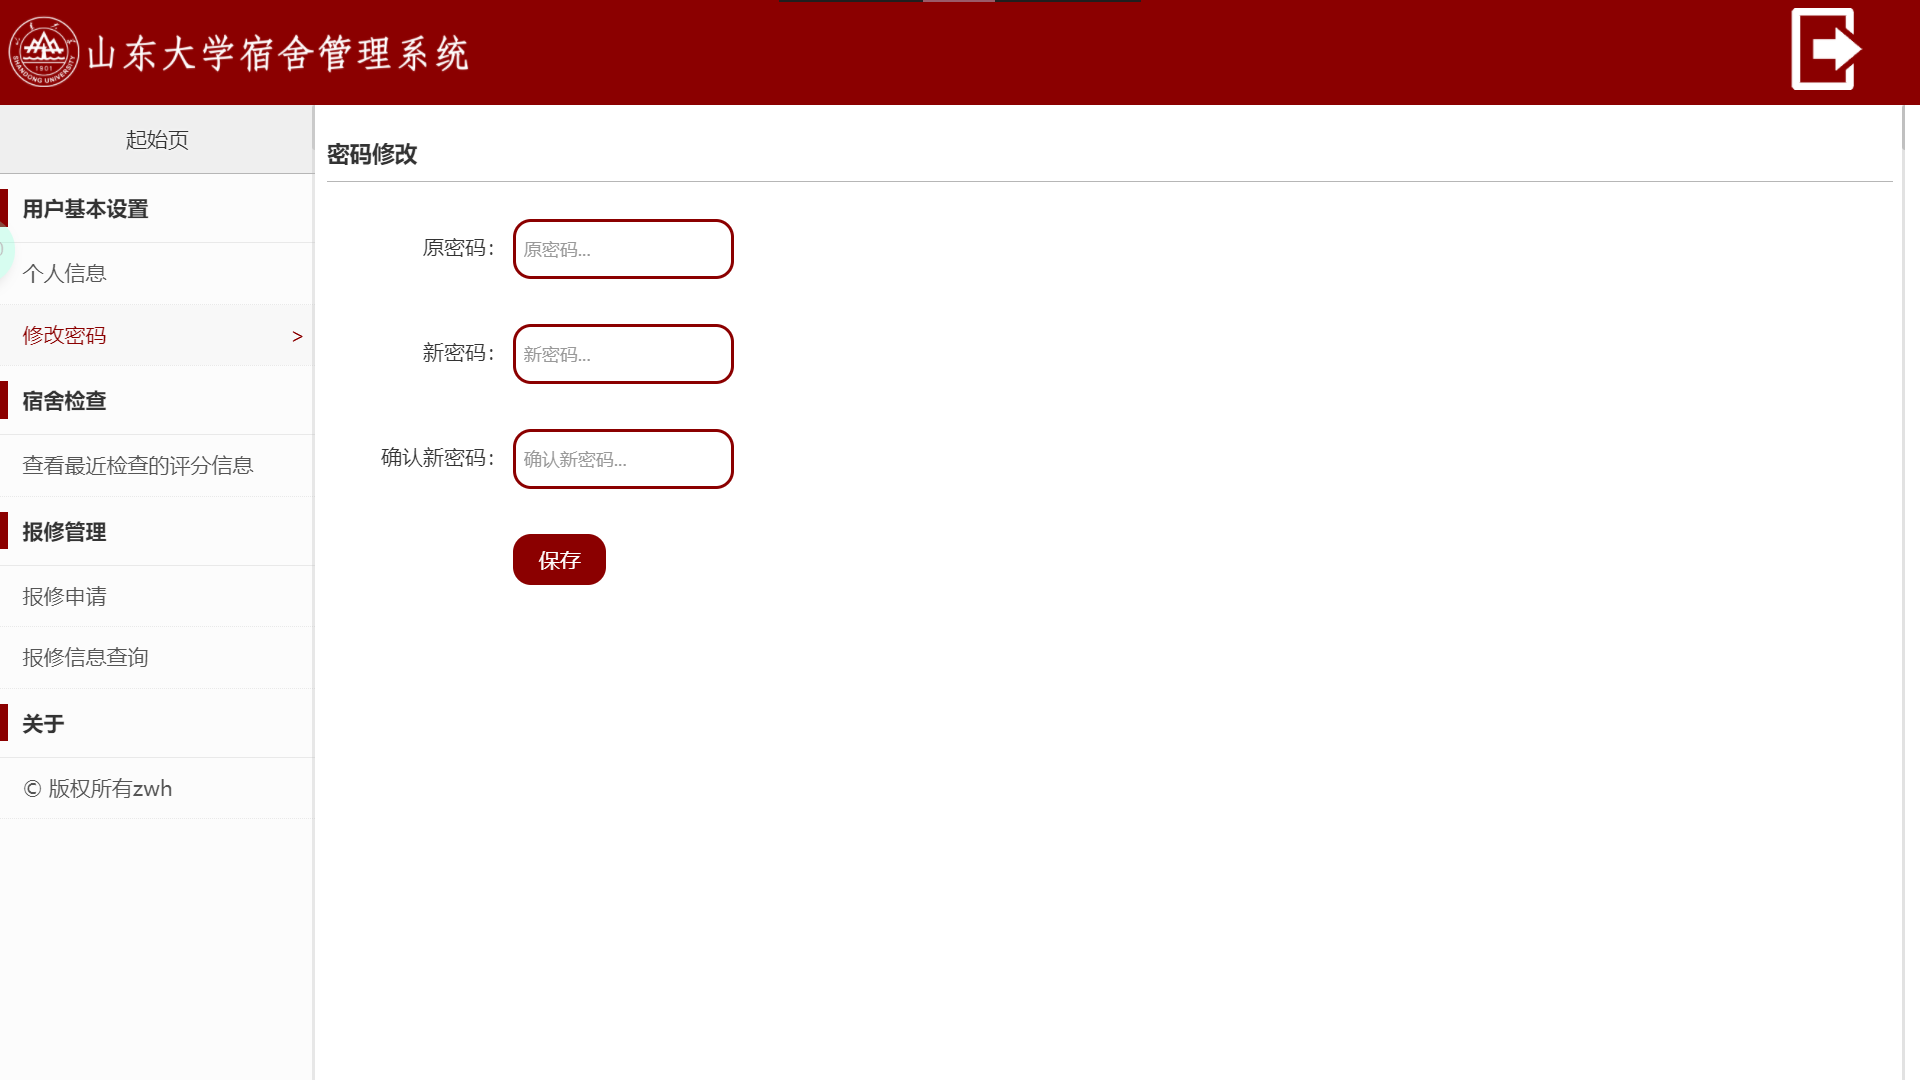 山东大学宿舍管理系统
SHANDONG UNIVERSITY
1901
起始页
用户基本设置
个人信息
修改密码 >
宿舍检查
查看最近检查的评分信息
报修管理
报修申请
报修信息查询
关于
© 版权所有zwh
密码修改
原密码： 原密码...
新密码： 新密码...
确认新密码： 确认新密码...
保存